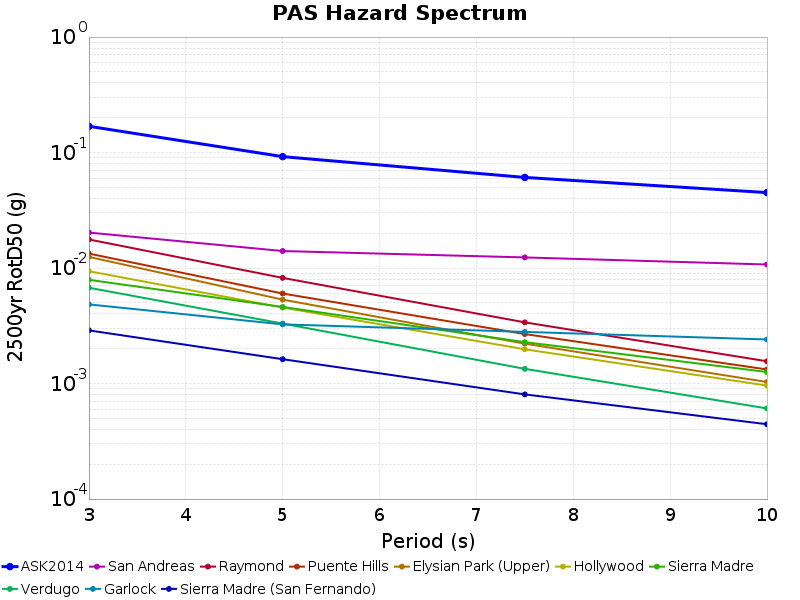 PAS Hazard Spectrum
2500yr RotD50 (g)
10^0
10^-1
10^-2
10^-3
10^-4
3 4 5 6 7 8 9 10
Period (s)
ASK2014 San Andreas Raymond Puente Hills Elysian Park (Upper) Hollywood Sierra Madre
Verdugo Garlock Sierra Madre (San Fernando)